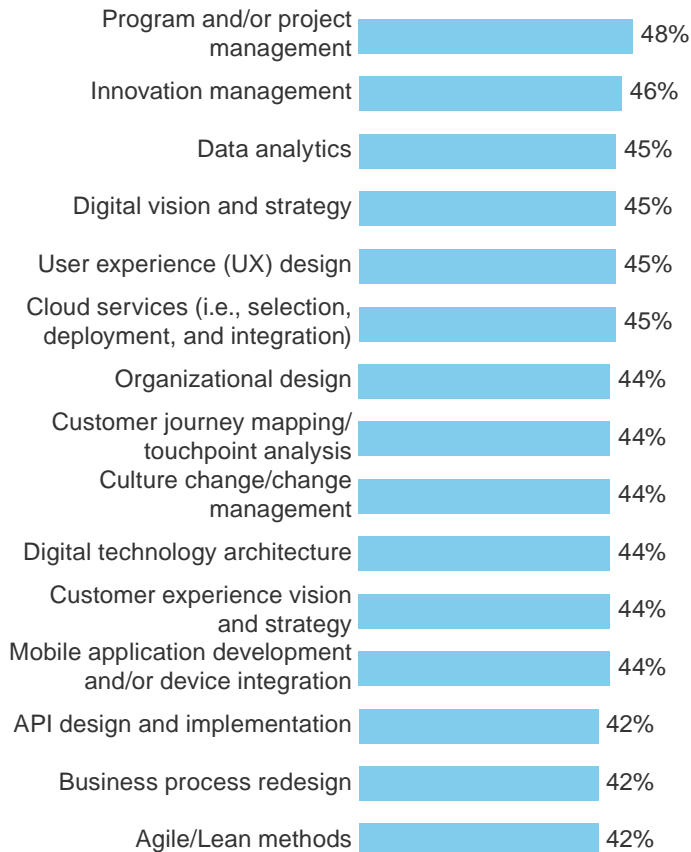 Program and/or project
management
48%
Innovation management
46%
Data analytics
45%
Digital vision and strategy
45%
User experience (UX) design
45%
Cloud services (i.e., selection,
deployment, and integration)
45%
Organizational design
44%
Customer journey mapping/
touchpoint analysis
44%
Culture change/change
management
44%
Digital technology architecture
44%
Customer experience vision
and strategy
44%
Mobile application development
and/or device integration
44%
API design and implementation
42%
Business process redesign
42%
Agile/Lean methods
42%